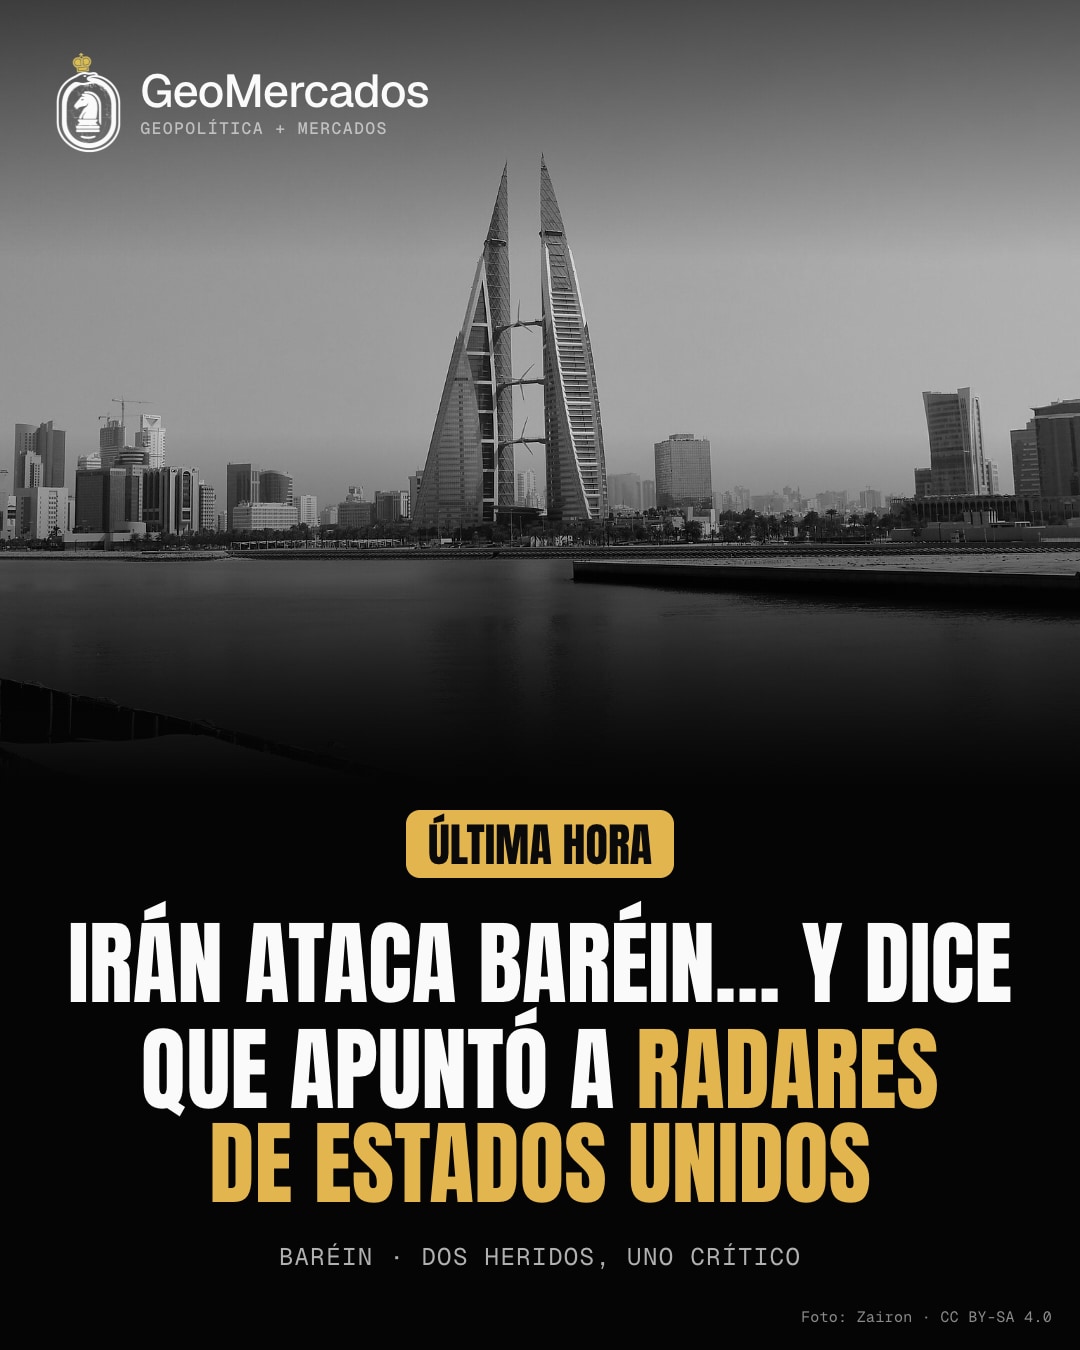 GeoMercados
GEOPOLÍTICA + MERCADOS
ÚLTIMA HORA
IRÁN ATACA BARÉIN... Y DICE
QUE APUNTÓ A RADARES
DE ESTADOS UNIDOS
BARÉIN · DOS HERIDOS, UNO CRÍTICO
Foto: Zairon · CC BY-SA 4.0